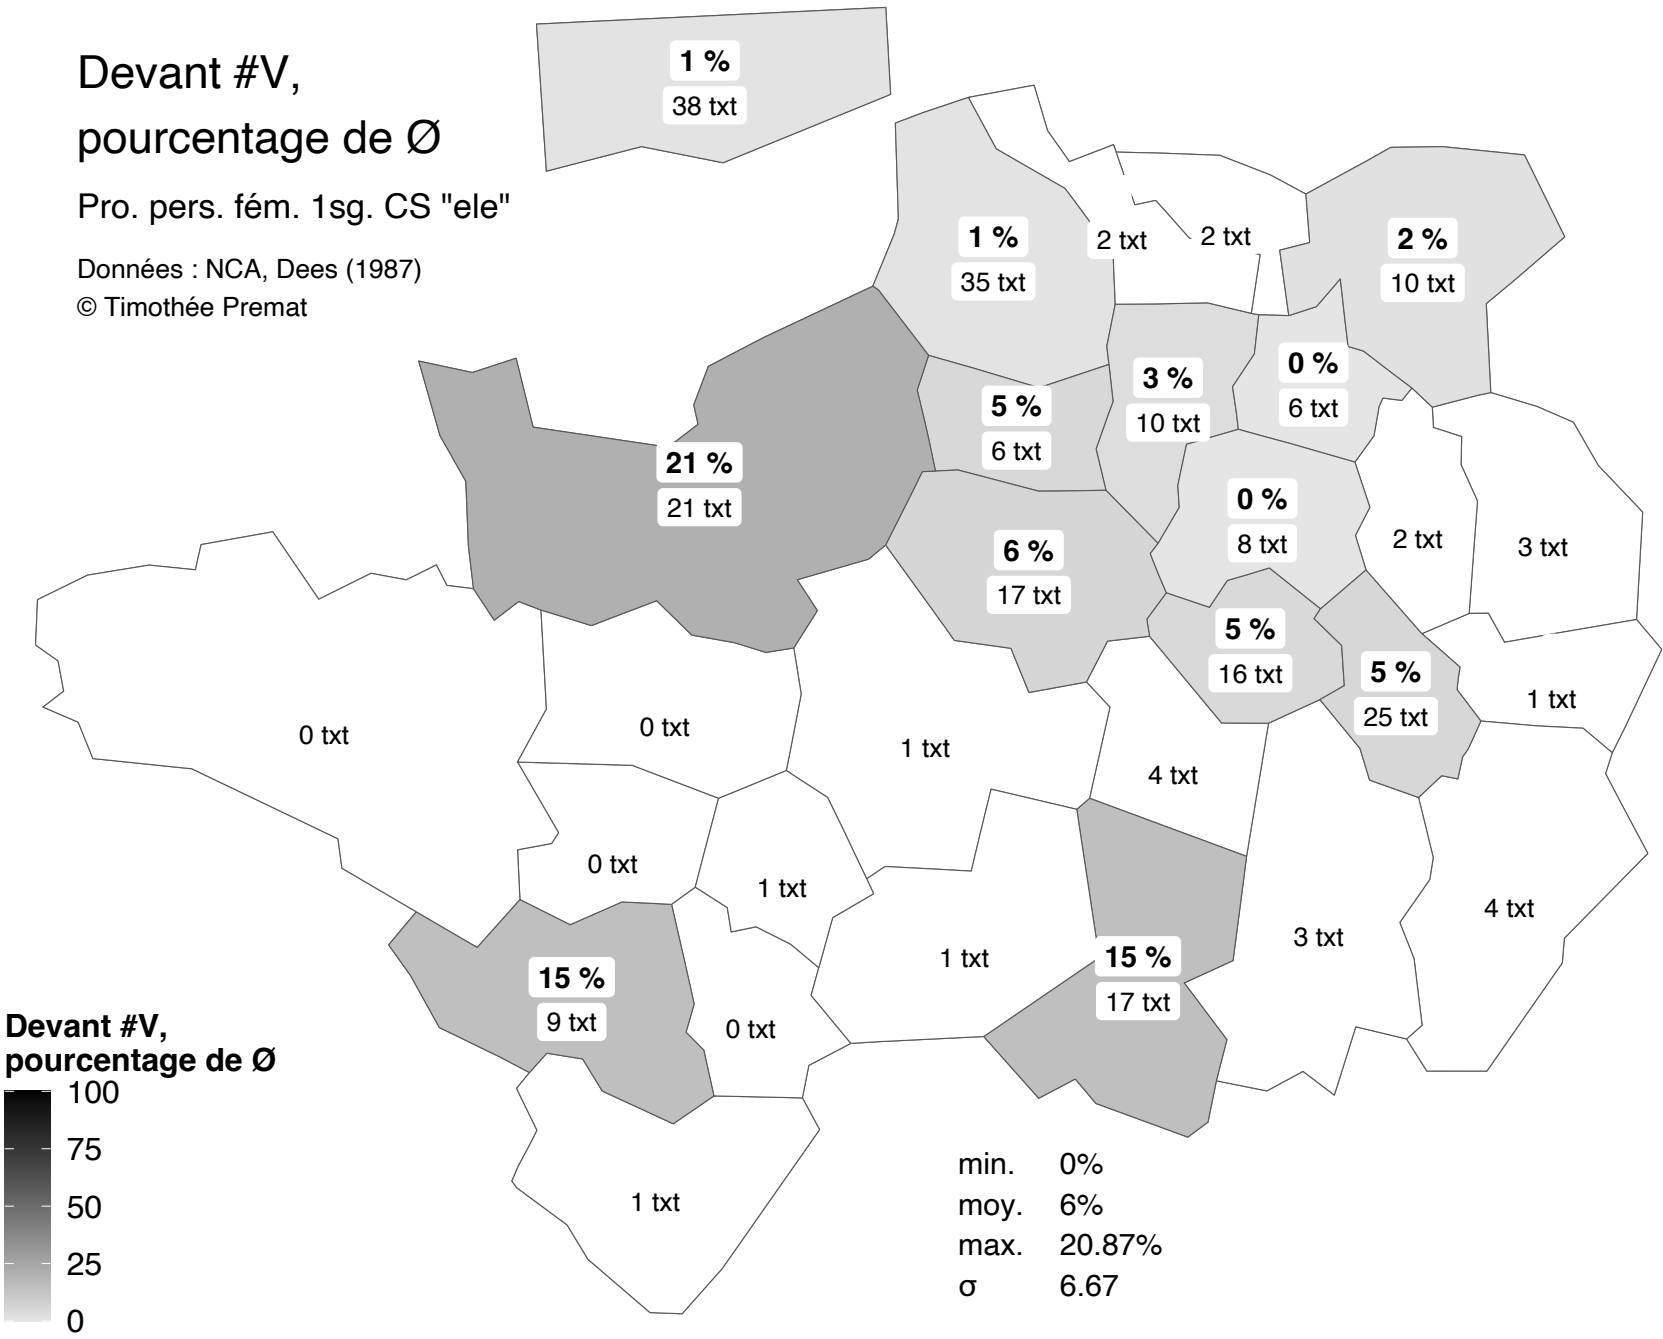 Devant #V,
pourcentage de Ø
Pro. pers. fém. 1sg. CS "ele"
Données : NCA, Dees (1987)
© Timothée Premat
1 %
38 txt
1 %
35 txt
2 txt
2 txt
2 %
10 txt
5 %
6 txt
3 %
10 txt
0 %
6 txt
21 %
21 txt
6 %
17 txt
0 %
8 txt
2 txt
3 txt
5 %
16 txt
5 %
25 txt
1 txt
0 txt
0 txt
1 txt
4 txt
0 txt
1 txt
1 txt
15 %
17 txt
3 txt
4 txt
15 %
9 txt
0 txt
1 txt
Devant #V,
pourcentage de Ø
100
75
50
25
0
min. 0%
moy. 6%
max. 20.87%
σ 6.67